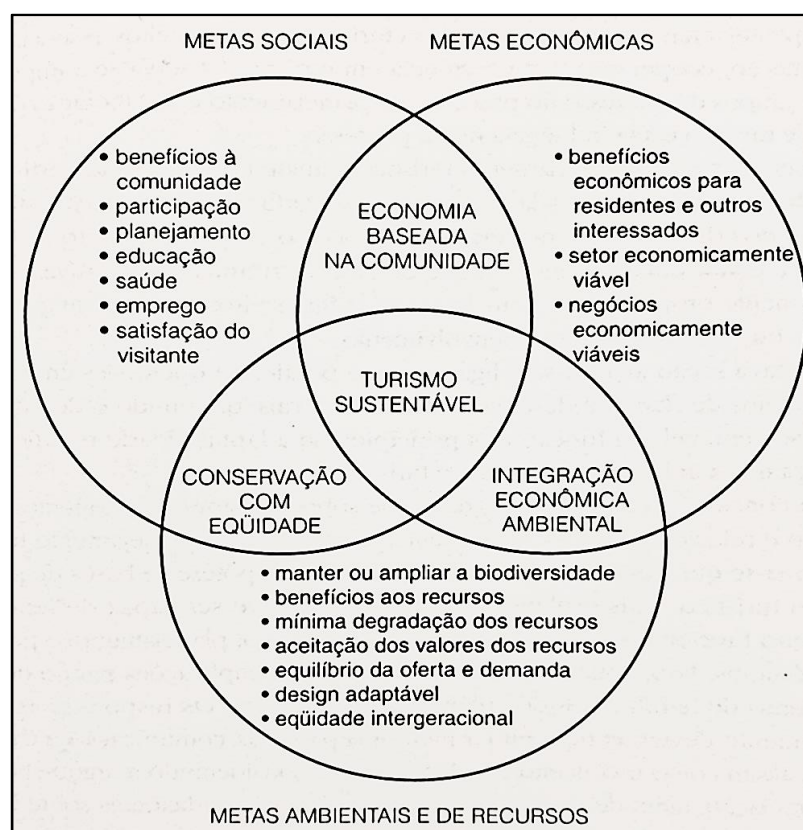 METAS SOCIAIS
METAS ECONÔMICAS
• benefícios à
comunidade
• participação
• planejamento
• educação
• saúde
• emprego
• satisfação do
visitante
ECONOMIA
BASEADA
NA COMUNIDADE
• benefícios
econômicos para
residentes e outros
interessados
• setor economicamente
viável
• negócios
economicamente
viáveis
TURISMO
SUSTENTÁVEL
CONSERVAÇÃO
COM
EQÜIDADE
INTEGRAÇÃO
ECONÔMICA
AMBIENTAL
• manter ou ampliar a biodiversidade
• benefícios aos recursos
• mínima degradação dos recursos
• aceitação dos valores dos recursos
• equilíbrio da oferta e demanda
• design adaptável
• eqüidade intergeracional
METAS AMBIENTAIS E DE RECURSOS